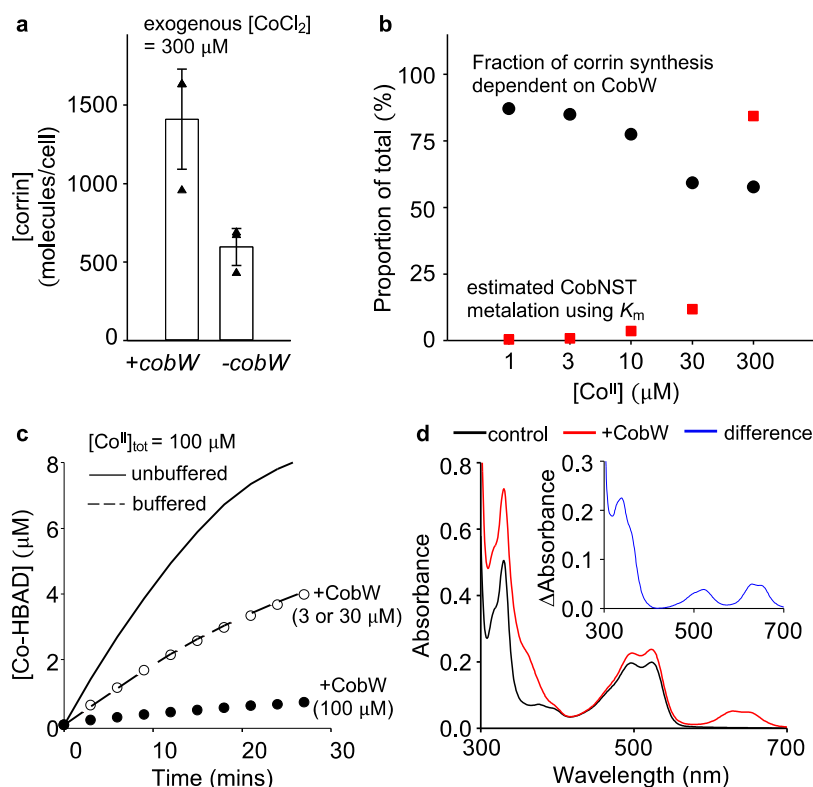 a
exogenous [CoCl₂]
= 300 µM
[corrin]
(molecules/cell)
1500
1000
500
0
+cobW
-cobW
b
Fraction of corrin synthesis
dependent on CobW
Proportion of total (%)
100
75
50
25
0
estimated CobNST
metalation using Kₘ
1 3 10 30 300
[Coᴵᴵ] (µM)
c
[Coᴵᴵ]tot = 100 µM
unbuffered
buffered
[Co-HBAD] (µM)
8
6
4
2
0
+CobW
(3 or 30 µM)
+CobW
(100 µM)
0 10 20 30
Time (mins)
d
control +CobW difference
Absorbance
0.8
0.6
0.4
0.2
0.0
ΔAbsorbance
0.3
0.2
0.1
0.0
300 500 700
300 500 700
Wavelength (nm)